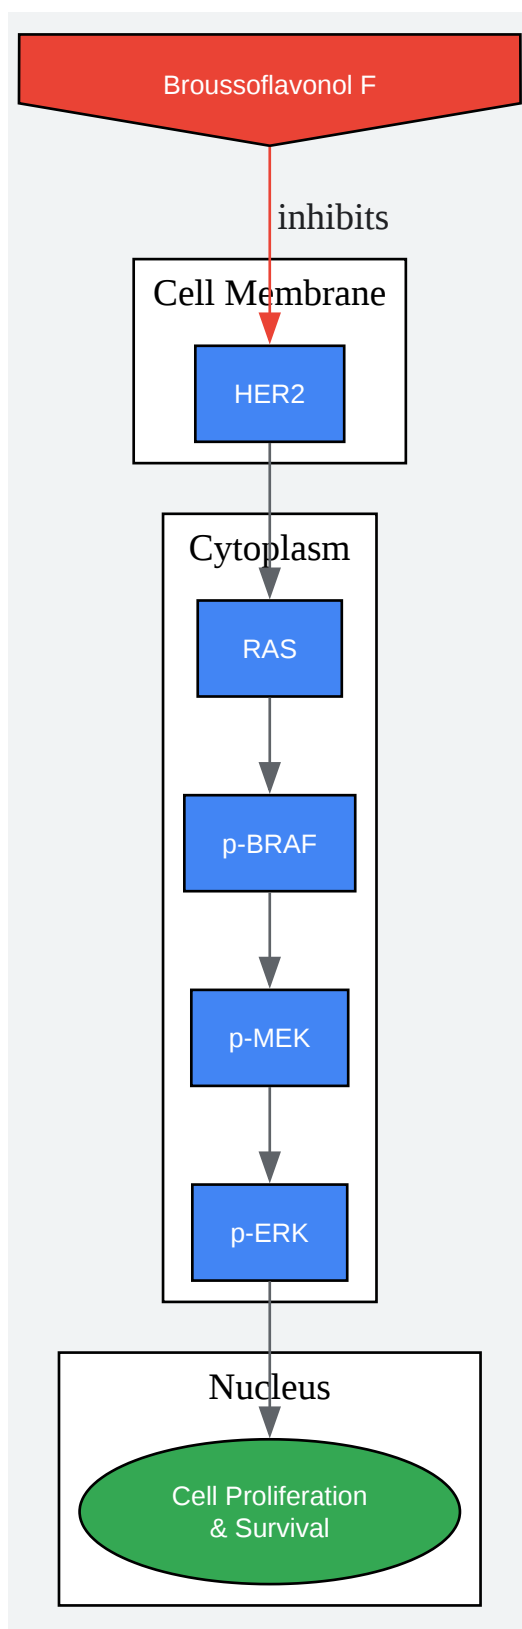 Broussoflavonol F
inhibits
Cell Membrane
HER2
Cytoplasm
RAS
p-BRAF
p-MEK
p-ERK
Nucleus
Cell Proliferation
& Survival